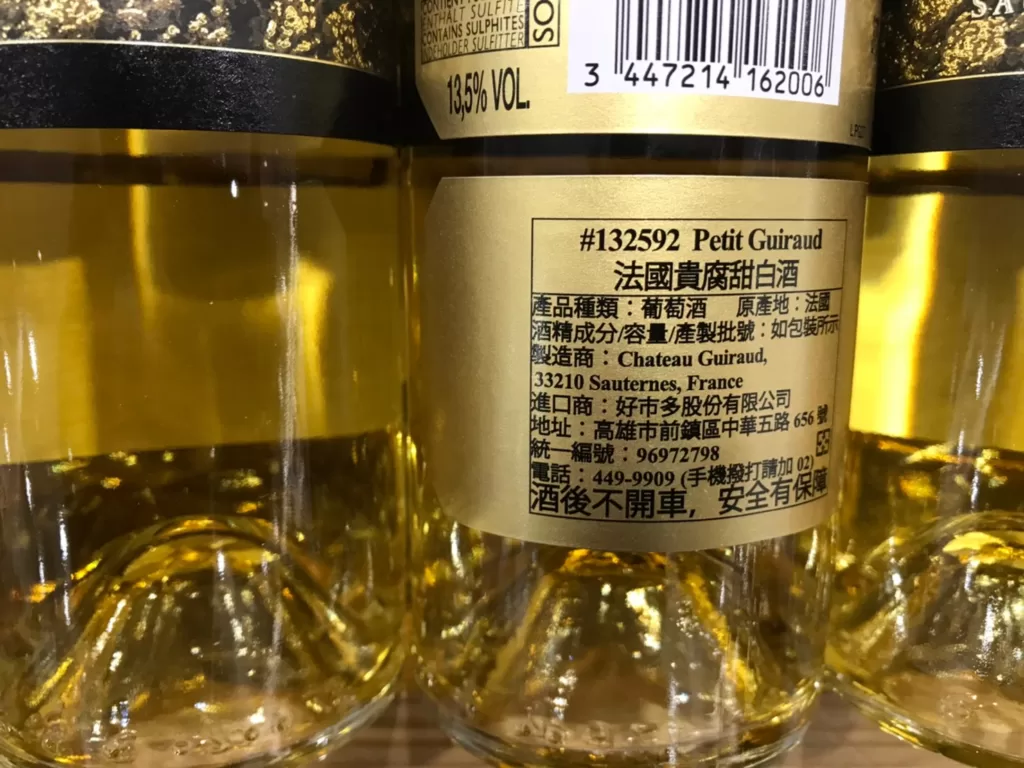 ENTHÄLT SULFITE
CONTAINS SULPHITES
SO
SA
13,5% VOL.
3 447214 162006
#132592 Petit Guiraud
法國貴腐甜白酒
產品種類：葡萄酒 原產地：法國
酒精成分/容量/產製批號：如包裝所示
製造商：Chateau Guiraud,
33210 Sauternes, France
進口商：好市多股份有限公司
地址：高雄市前鎮區中華五路 656 號
統一編號：96972798
電話：449-9909 (手機撥打請加 02)
酒後不開車，安全有保障